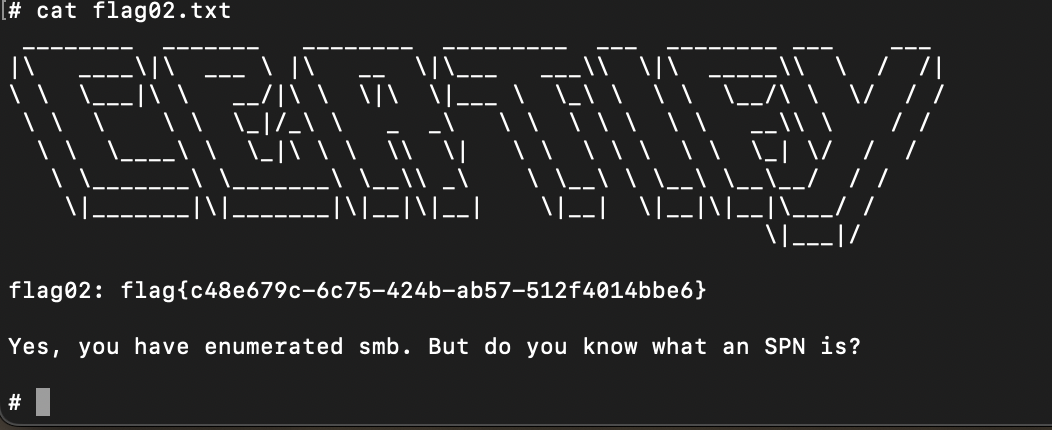 # cat flag02.txt
flag02: flag{c48e679c-6c75-424b-ab57-512f4014bbe6}
Yes, you have enumerated smb. But do you know what an SPN is?
#